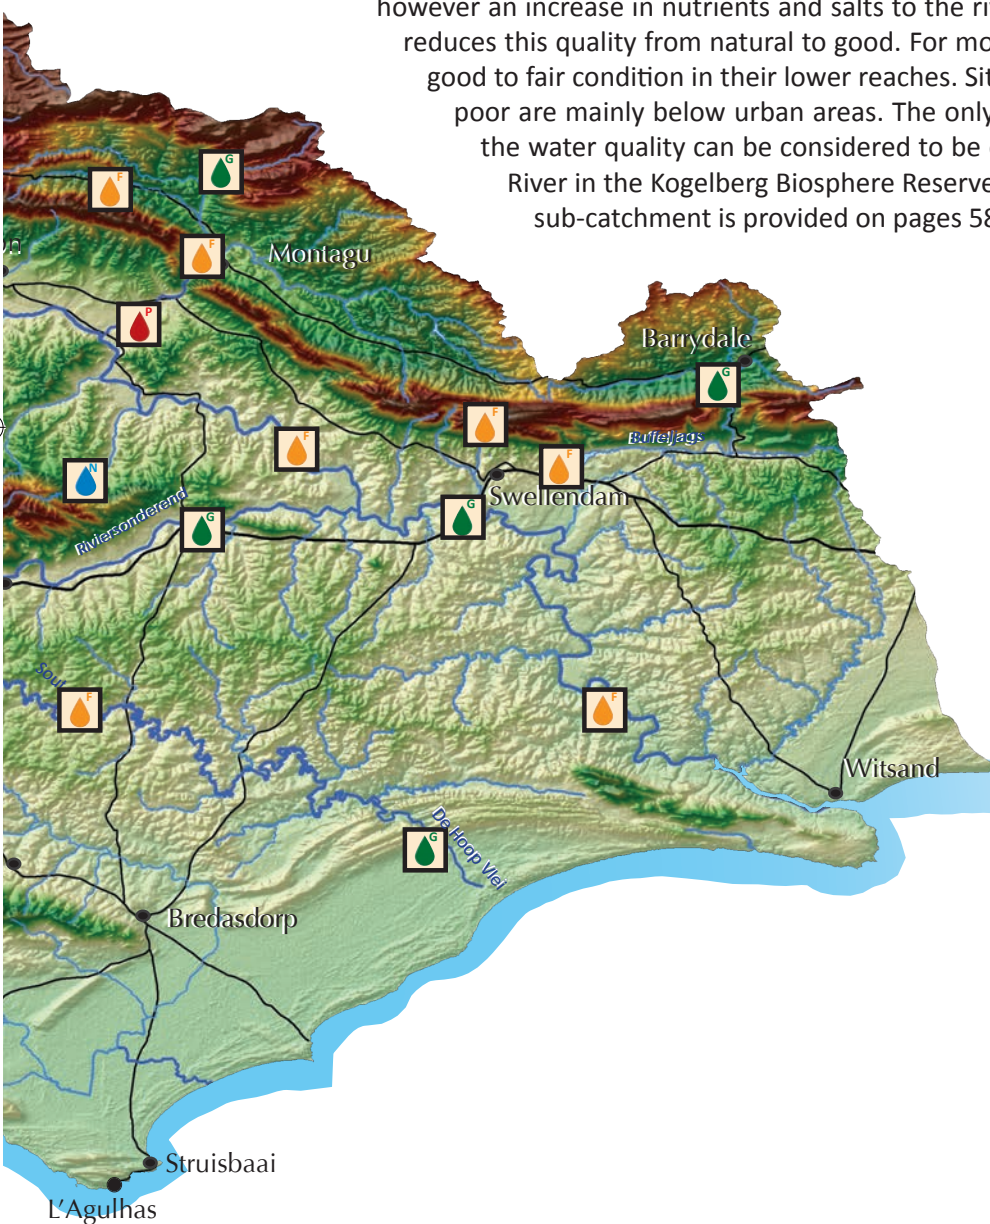 however an increase in nutrients and salts to the ri
reduces this quality from natural to good. For mo
good to fair condition in their lower reaches. Sit
poor are mainly below urban areas. The only
the water quality can be considered to be
River in the Kogelberg Biosphere Reserve
sub-catchment is provided on pages 58
G
F
F
Montagu
P
Barrydale
G
F
F
Buffeljags
F
N
Swellendam
G
Riviersonderend
G
Sout
F
F
Witsand
De Hoop Vlei
G
Bredasdorp
Struisbaai
L'Agulhas